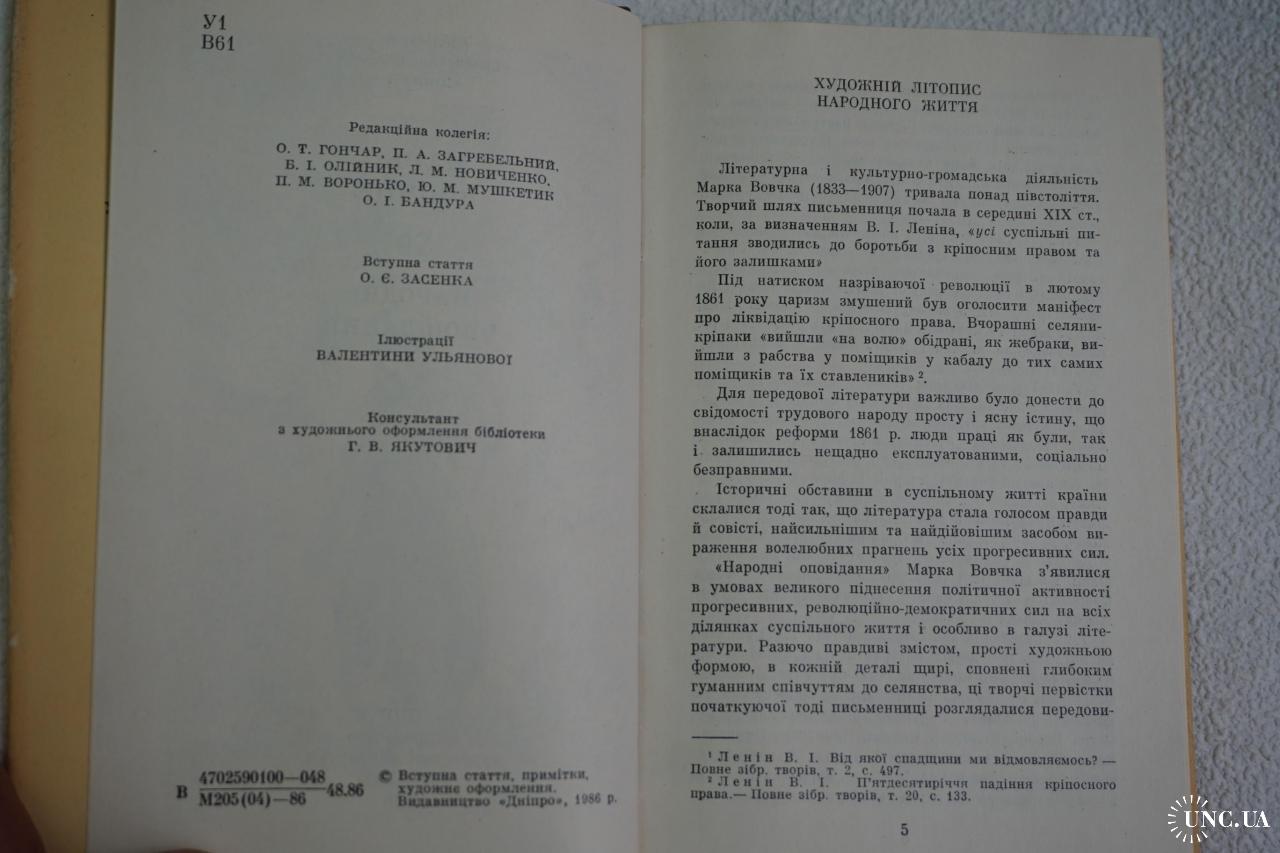 У1
В61
Редакційна колегія:
О. Т. ГОНЧАР, П. А. ЗАГРЕБЕЛЬНИЙ,
Б. І. ОЛІЙНИК, Л. М. НОВИЧЕНКО,
П. М. ВОРОНЬКО, Ю. М. МУШКЕТИК
О. І. БАНДУРА
Вступна стаття
О. Є. ЗАСЕНКА
Ілюстрації
ВАЛЕНТИНИ УЛЬЯНОВОЇ
Консультант
з художнього оформлення бібліотеки
Г. В. ЯКУТОВИЧ
В 4702590100—048
М205(04)—86 48.86
© Вступна стаття, примітки,
художнє оформлення.
Видавництво «Дніпро», 1986 р.
ХУДОЖНІЙ ЛІТОПИС
НАРОДНОГО ЖИТТЯ
Літературна і культурно-громадська діяльність
Марка Вовчка (1833—1907) тривала понад півстоліття.
Творчий шлях письменниця почала в середині XIX ст.,
коли, за визначенням В. І. Леніна, «усі суспільні пи-
тання зводились до боротьби з кріпосним правом та
його залишками»
Під натиском назріваючої революції в лютому
1861 року царизм змушений був оголосити маніфест
про ліквідацію кріпосного права. Вчорашні селяни-
кріпаки «вийшли «на волю» обідрані, як жебраки, ви-
йшли з рабства у поміщиків у кабалу до тих самих
поміщиків та їх ставлеників» ².
Для передової літератури важливо було донести до
свідомості трудового народу просту і ясну істину, що
внаслідок реформи 1861 р. люди праці як були, так
і залишились нещадно експлуатованими, соціально
безправними.
Історичні обставини в суспільному житті країни
склалися тоді так, що література стала голосом правди
й совісті, найсильнішим та найдійовішим засобом ви-
раження волелюбних прагнень усіх прогресивних сил.
«Народні оповідання» Марка Вовчка з'явилися
в умовах великого піднесення політичної активності
прогресивних, революційно-демократичних сил на всіх
ділянках суспільного життя і особливо в галузі літе-
ратури. Разючо правдиві змістом, прості художньою
формою, в кожній деталі щирі, сповнені глибоким
гуманним співчуттям до селянства, ці творчі первістки
початкуючої тоді письменниці розглядалися передови-
¹ Ленін В. І. Від якої спадщини ми відмовляємось? —
Повне зібр. творів, т. 2, с. 497.
² Ленін В. І. П'ятдесятиріччя падіння кріпосного
права.— Повне зібр. творів, т. 20, с. 133.
5
UNC.UA